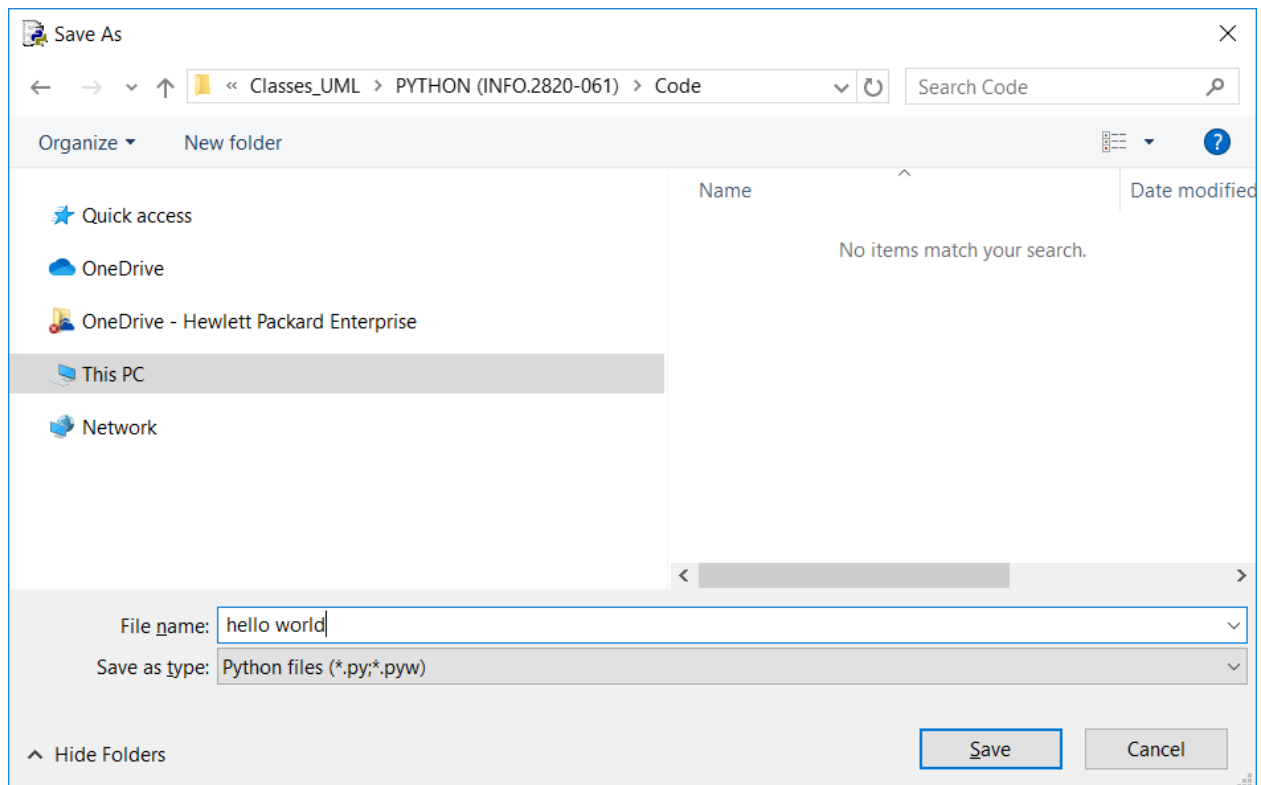 Save As
« Classes_UML > PYTHON (INFO.2820-061) > Code
Search Code
Organize
New folder
?
Name
Date modified
Quick access
No items match your search.
OneDrive
OneDrive - Hewlett Packard Enterprise
This PC
Network
File name: hello world
Save as type: Python files (*.py;*.pyw)
Hide Folders
Save
Cancel